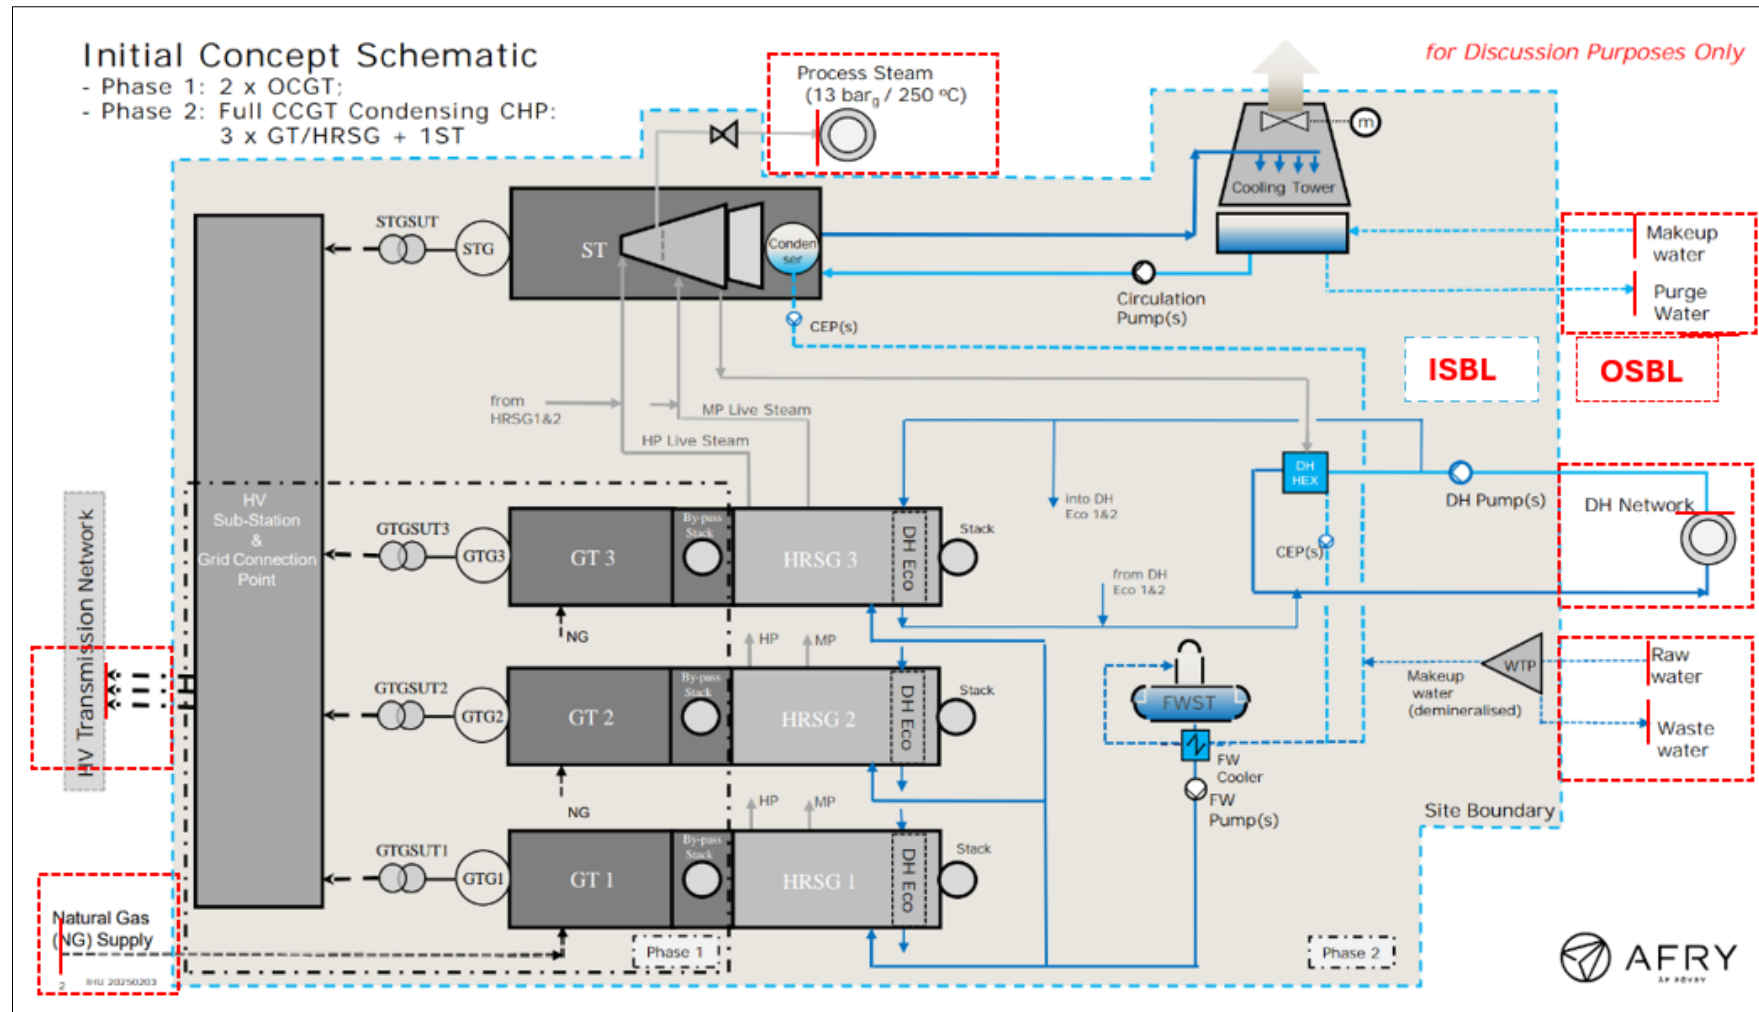 Initial Concept Schematic
- Phase 1: 2 x OCGT;
- Phase 2: Full CCGT Condensing CHP:
3 x GT/HRSG + 1ST
for Discussion Purposes Only
Process Steam
(13 barg / 250 ºC)
m
Cooling Tower
STGSUT
STG
ST
Conden
ser
Makeup
water
Purge
Water
Circulation
Pump(s)
CEP(s)
ISBL
OSBL
from
HRSG1&2
MP Live Steam
HP Live Steam
DH
HEX
into DH
Eco 1&2
DH Pump(s)
DH Network
HV
Sub-Station
&
Grid Connection
Point
HV Transmission Network
GTGSUT3
GTG3
GT 3
By-pass
Stack
HRSG 3
DH Eco
Stack
NG
CEP(s)
from DH
Eco 1&2
HP
MP
GTGSUT2
GTG2
GT 2
By-pass
Stack
HRSG 2
DH Eco
Stack
NG
FWST
FW
Cooler
FW
Pump(s)
WTP
Makeup
water
(demineralised)
Raw
water
Waste
water
Site Boundary
HP
MP
GTGSUT1
GTG1
GT 1
By-pass
Stack
HRSG 1
DH Eco
Stack
Natural Gas
(NG) Supply
Phase 1
Phase 2
2
IHU 20250203
AFRY
ÅF PÖYRY